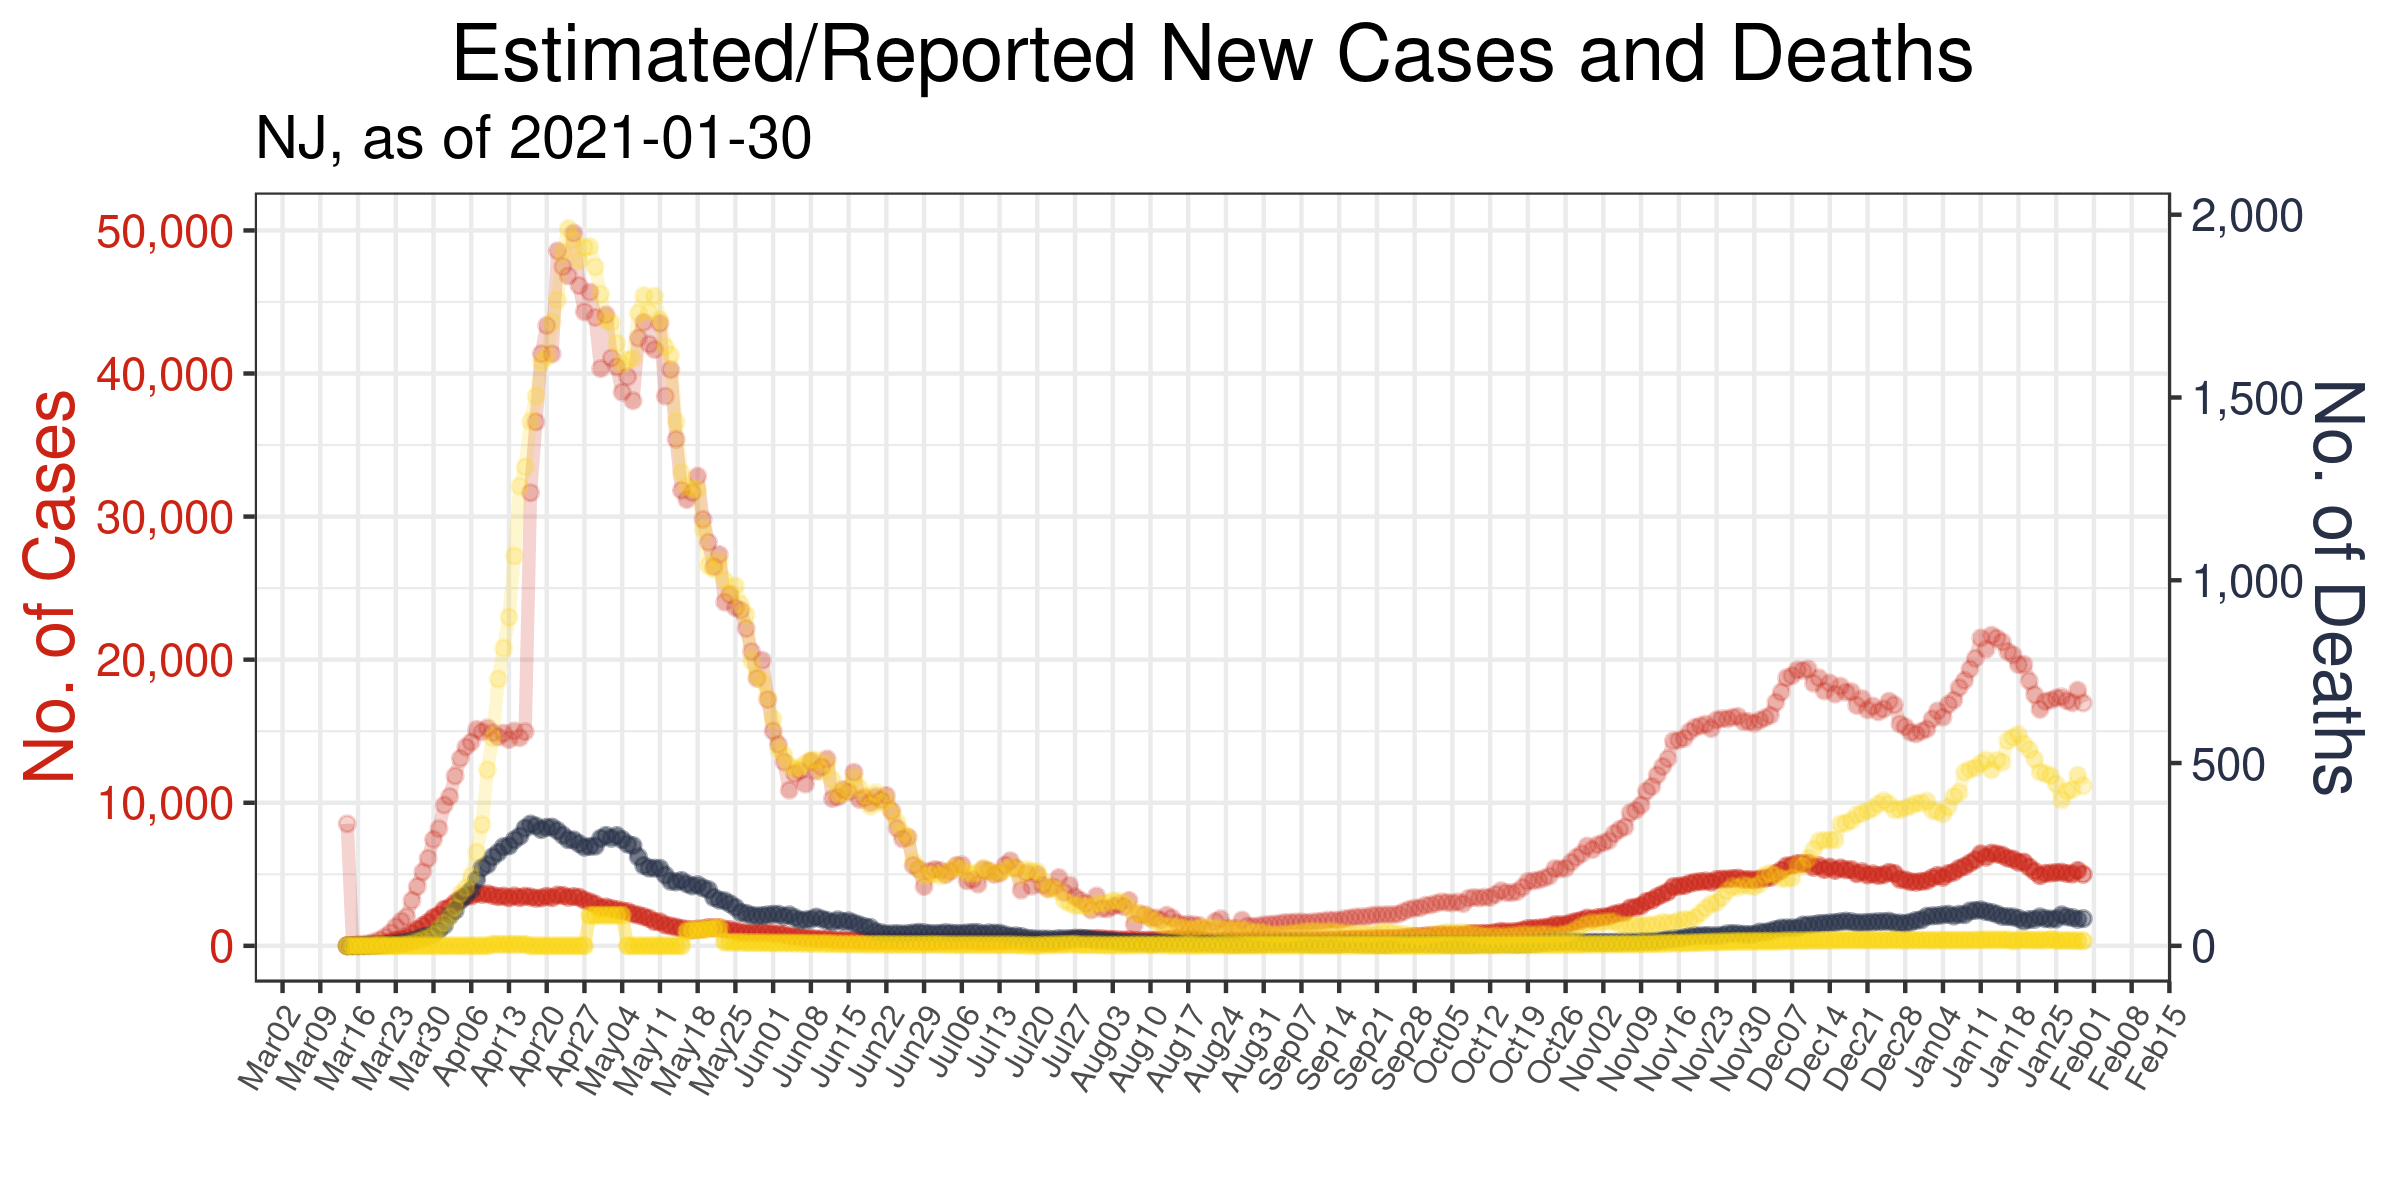 Estimated/Reported New Cases and Deaths
NJ, as of 2021-01-30
No. of Cases
50,000
40,000
30,000
20,000
10,000
0
2,000
1,500
1,000
500
0
No. of Deaths
Mar02
Mar09
Mar16
Mar23
Mar30
Apr06
Apr13
Apr20
Apr27
May04
May11
May18
May25
Jun01
Jun08
Jun15
Jun22
Jun29
Jul06
Jul13
Jul20
Jul27
Aug03
Aug10
Aug17
Aug24
Aug31
Sep07
Sep14
Sep21
Sep28
Oct05
Oct12
Oct19
Oct26
Nov02
Nov09
Nov16
Nov23
Nov30
Dec07
Dec14
Dec21
Dec28
Jan04
Jan11
Jan18
Jan25
Feb01
Feb08
Feb15